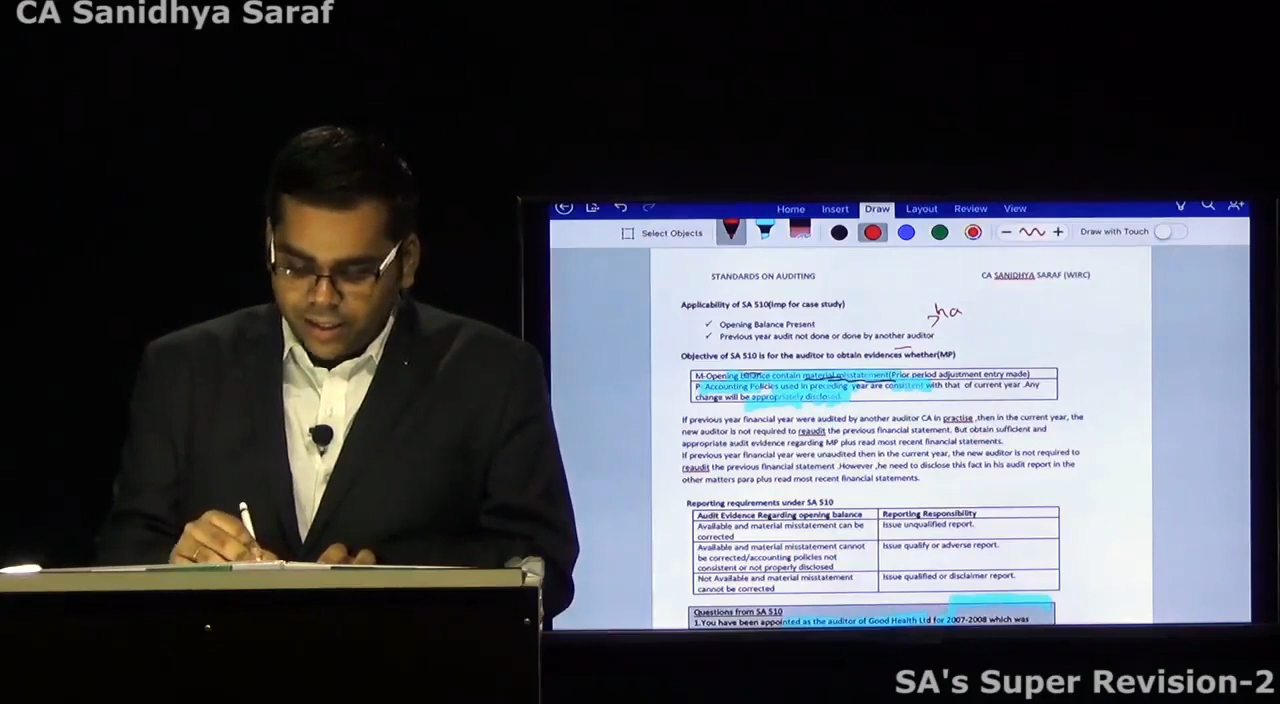 CA Sanidhya Saraf
Home Insert Draw Layout Review View
Select Objects
Draw with Touch
STANDARDS ON AUDITING CA SANIDHYA SARAF (WIRC)
Applicability of SA 510(Imp for case study)
ha
✓ Opening Balance Present
✓ Previous year audit not done or done by another auditor
Objective of SA 510 is for the auditor to obtain evidences whether(MP)
M-Opening balance contain material misstatement(Prior period adjustment entry made)
P- Accounting Policies used in preceding year are consistent with that of current year .Any
change will be appropriately disclosed.
If previous year financial year were audited by another auditor CA in practise ,then in the current year, the
new auditor is not required to reaudit the previous financial statement. But obtain sufficient and
appropriate audit evidence regarding MP plus read most recent financial statements.
If previous year financial year were unaudited then in the current year, the new auditor is not required to
reaudit the previous financial statement .However ,he need to disclose this fact in his audit report in the
other matters para plus read most recent financial statements.
Reporting requirements under SA 510
Audit Evidence Regarding opening balance Reporting Responsibility
Available and material misstatement can be Issue unqualified report.
corrected
Available and material misstatement cannot Issue qualify or adverse report.
be corrected/accounting policies not
consistent or not properly disclosed
Not Available and material misstatement Issue qualified or disclaimer report.
cannot be corrected
Questions from SA 510
1.You have been appointed as the auditor of Good Health Ltd for 2007-2008 which was
SA's Super Revision-2